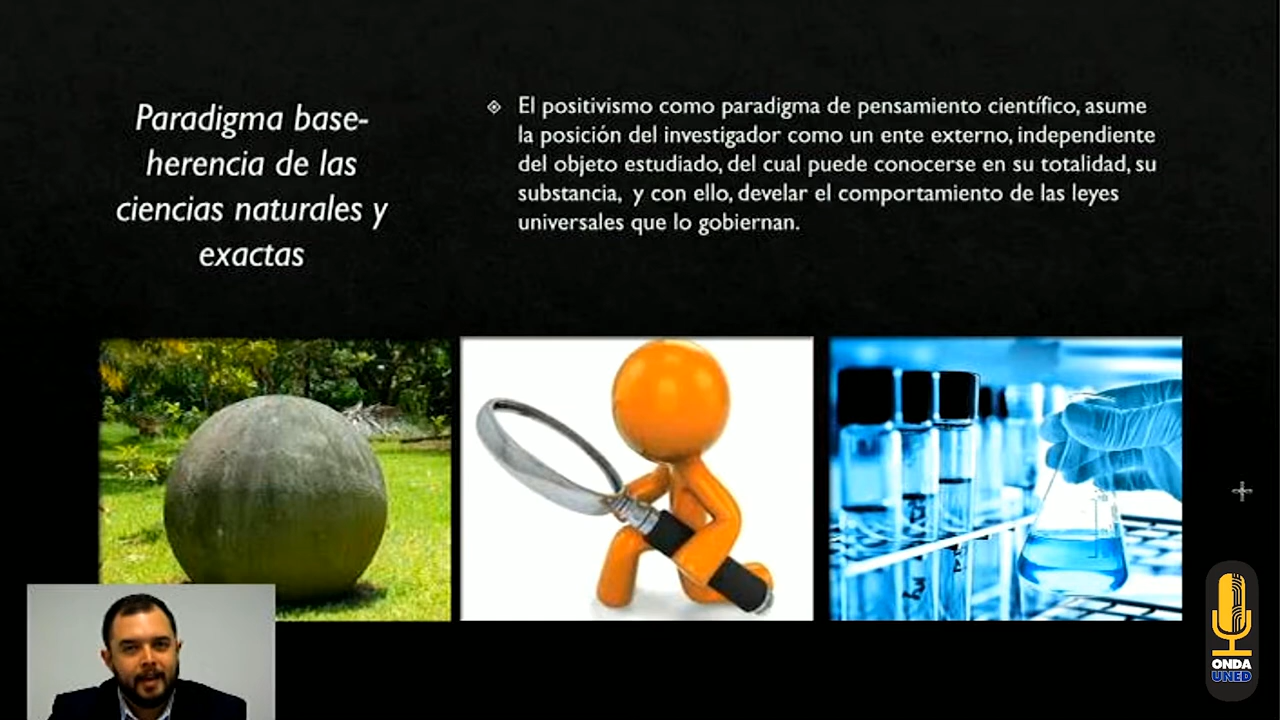 Paradigma base-
herencia de las
ciencias naturales y
exactas
El positivismo como paradigma de pensamiento científico, asume
la posición del investigador como un ente externo, independiente
del objeto estudiado, del cual puede conocerse en su totalidad, su
substancia,  y con ello, develar el comportamiento de las leyes
universales que lo gobiernan.
ONDA
UNED